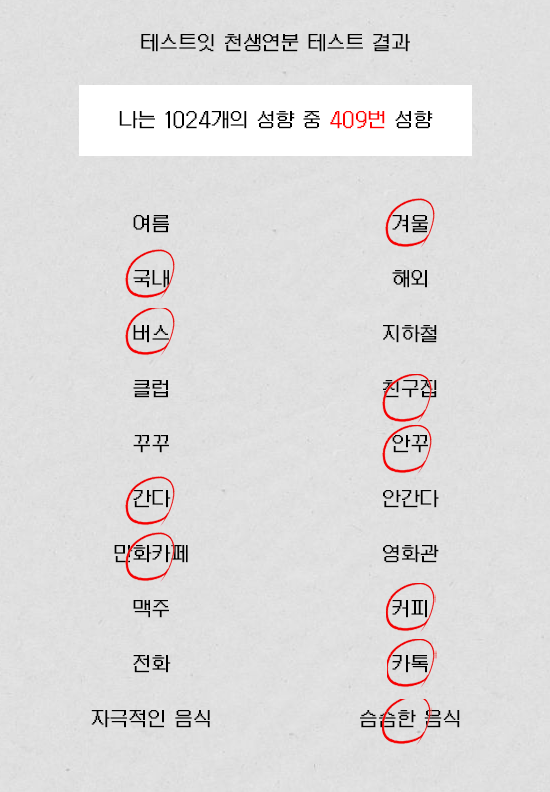 테스트잇 천생연분 테스트 결과
나는 1024개의 성향 중 409번 성향
여름 겨울
국내 해외
버스 지하철
클럽 친구집
꾸꾸 안꾸
간다 안간다
만화카페 영화관
맥주 커피
전화 카톡
자극적인 음식 슴슴한 음식